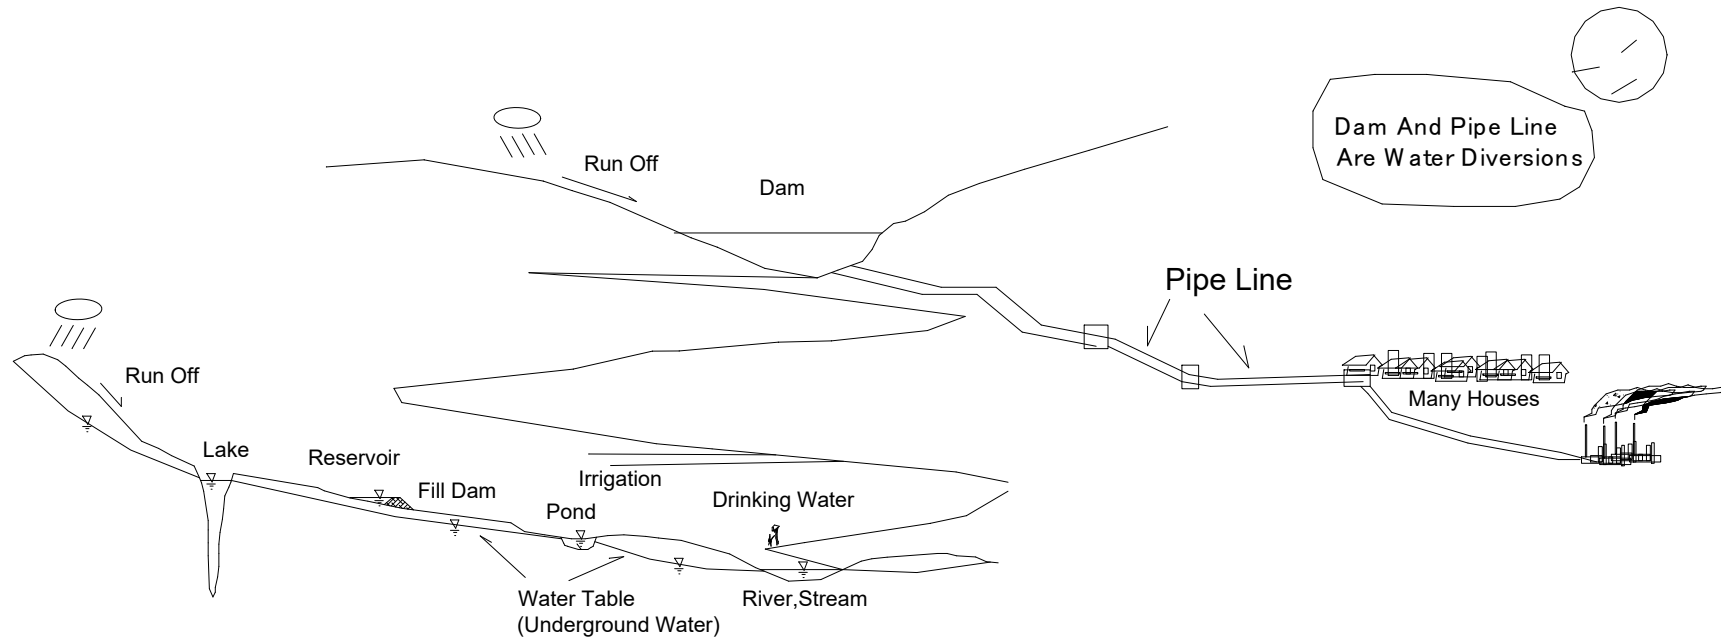 Dam And Pipe Line
Are Water Diversions
Run Off
Dam
Pipe Line
Run Off
Many Houses
Lake
Reservoir
Fill Dam
Irrigation
Pond
Drinking Water
Water Table
(Underground Water)
River,Stream